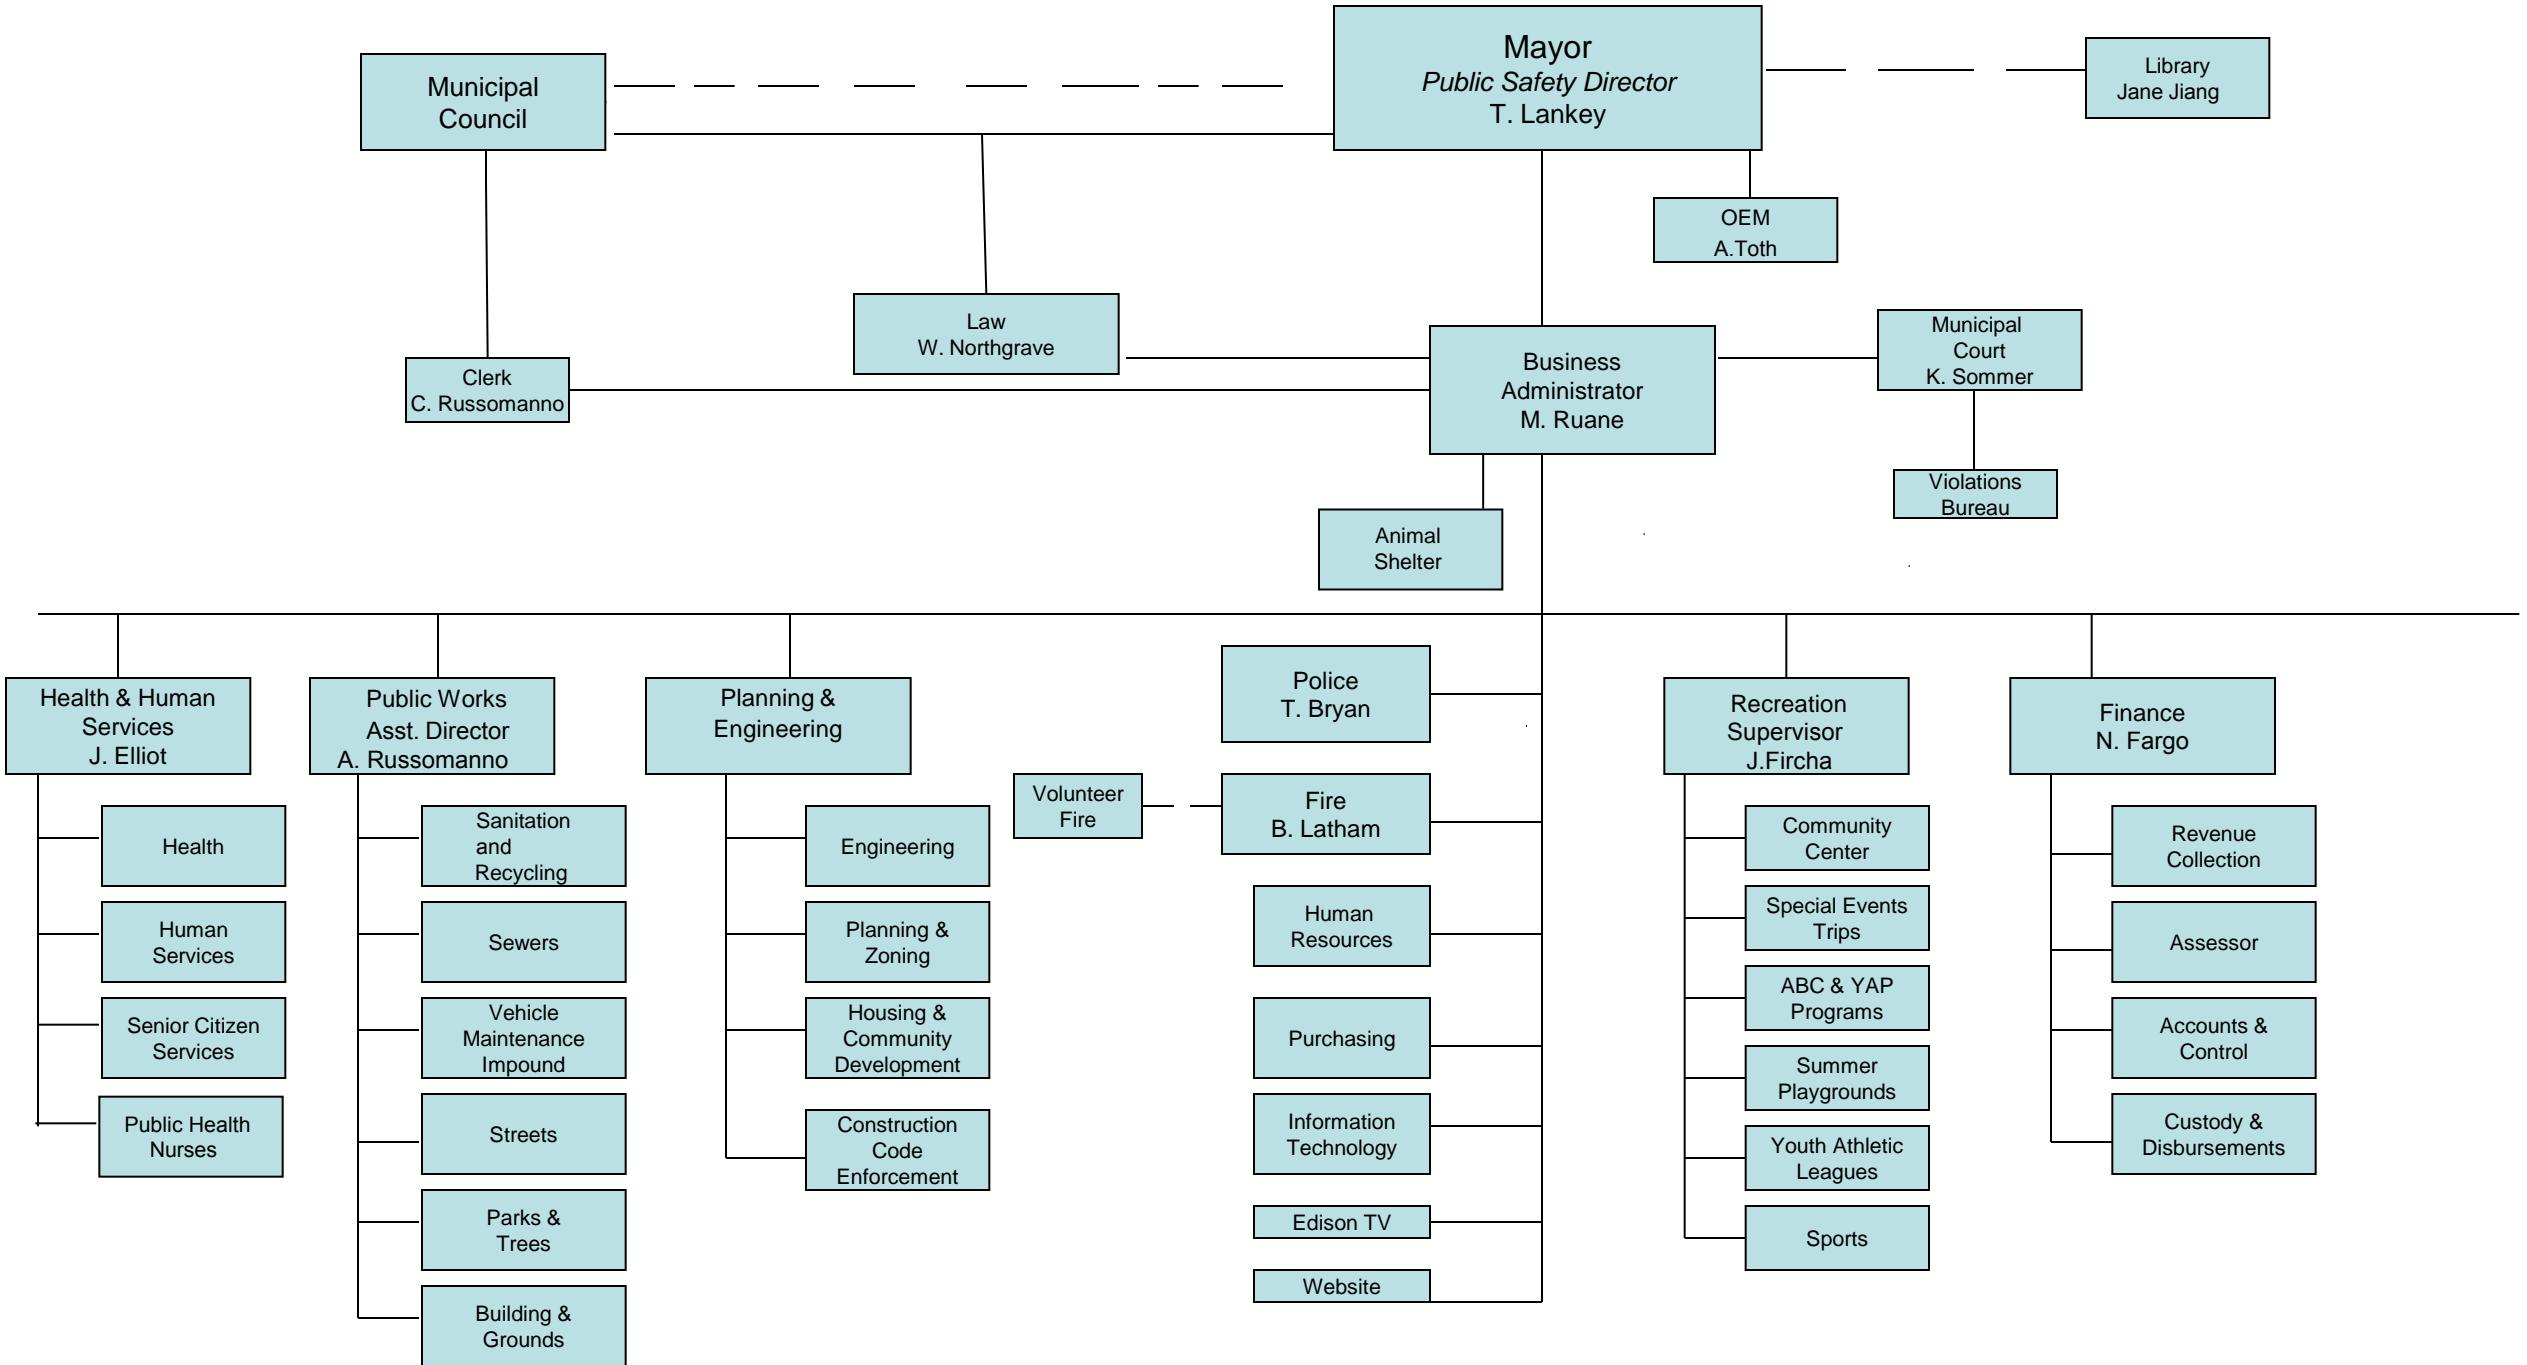 Mayor
Public Safety Director
T. Lankey
Municipal
Council
Library
Jane Jiang
OEM
A.Toth
Law
W. Northgrave
Clerk
C. Russomanno
Business
Administrator
M. Ruane
Municipal
Court
K. Sommer
Violations
Bureau
Animal
Shelter
Health & Human
Services
J. Elliot
Health
Human
Services
Senior Citizen
Services
Public Health
Nurses
Public Works
Asst. Director
A. Russomanno
Sanitation
and
Recycling
Sewers
Vehicle
Maintenance
Impound
Streets
Parks &
Trees
Building &
Grounds
Planning &
Engineering
Engineering
Planning &
Zoning
Housing &
Community
Development
Construction
Code
Enforcement
Police
T. Bryan
Volunteer
Fire
Fire
B. Latham
Human
Resources
Purchasing
Information
Technology
Edison TV
Website
Recreation
Supervisor
J.Fircha
Community
Center
Special Events
Trips
ABC & YAP
Programs
Summer
Playgrounds
Youth Athletic
Leagues
Sports
Finance
N. Fargo
Revenue
Collection
Assessor
Accounts &
Control
Custody &
Disbursements